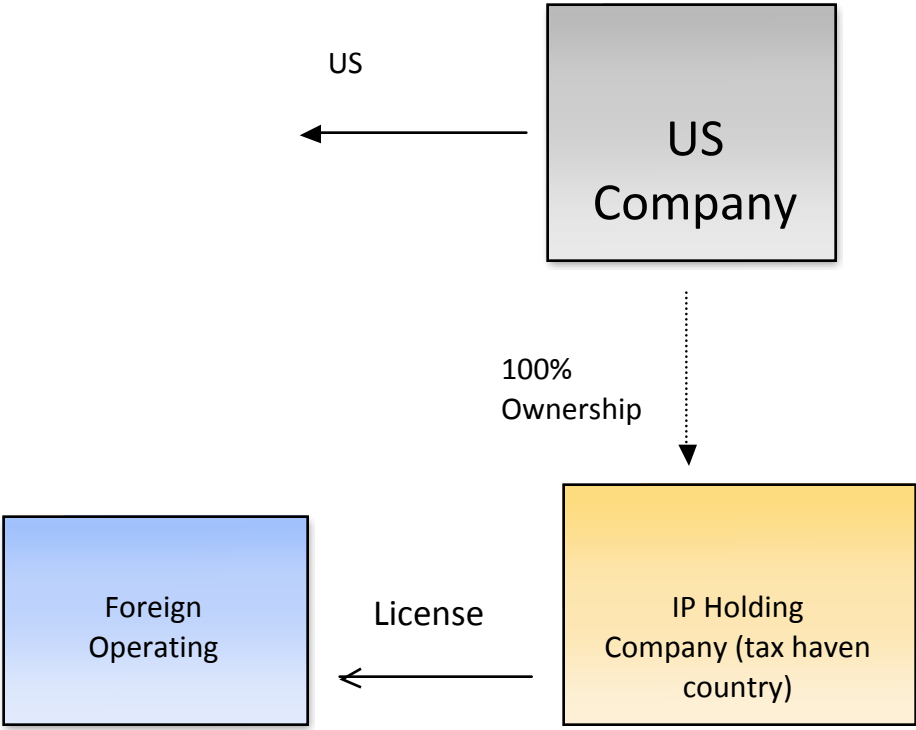 US
US
Company
100%
Ownership
Foreign
Operating
License
IP Holding
Company (tax haven
country)